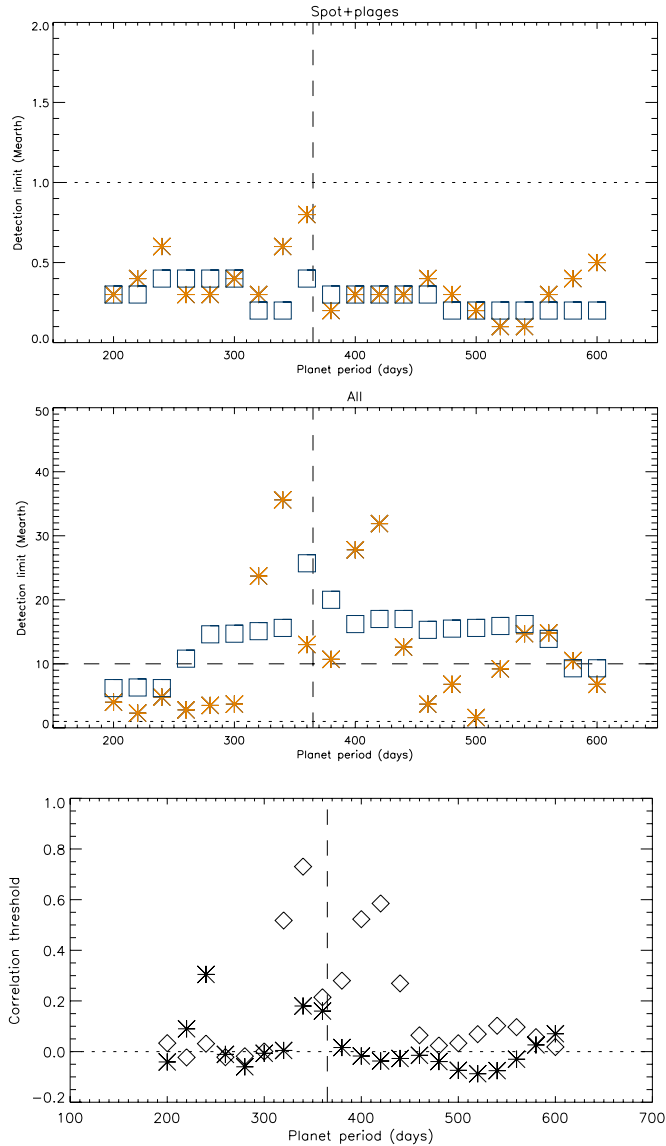 Spot+plages
2.0
1.5
1.0
0.5
0.0
Detection limit (Mearth)
200 300 400 500 600
Planet period (days)
All
50
40
30
20
10
0
Detection limit (Mearth)
200 300 400 500 600
Planet period (days)
1.0
0.8
0.6
0.4
0.2
0.0
-0.2
Correlation threshold
100 200 300 400 500 600 700
Planet period (days)